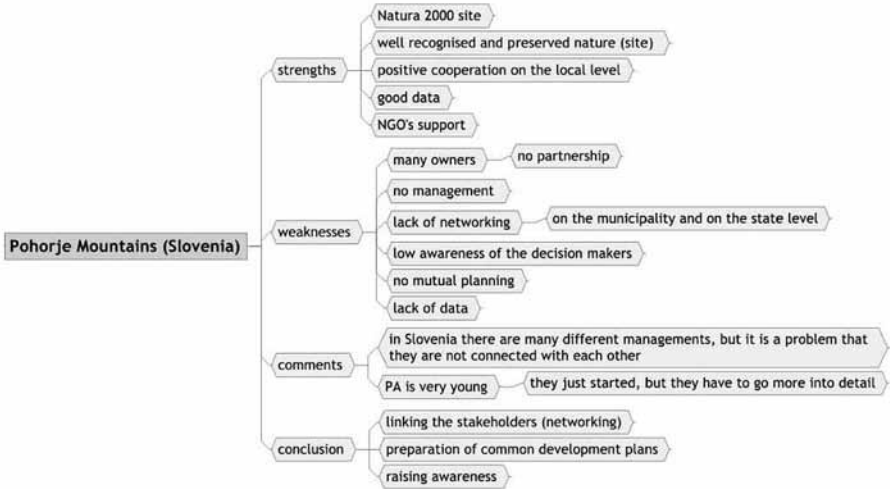 Pohorje Mountains (Slovenia)
strengths
Natura 2000 site
well recognised and preserved nature (site)
positive cooperation on the local level
good data
NGO's support
weaknesses
many owners
no partnership
no management
lack of networking
on the municipality and on the state level
low awareness of the decision makers
no mutual planning
lack of data
comments
in Slovenia there are many different managements, but it is a problem that
they are not connected with each other
PA is very young
they just started, but they have to go more into detail
conclusion
linking the stakeholders (networking)
preparation of common development plans
raising awareness